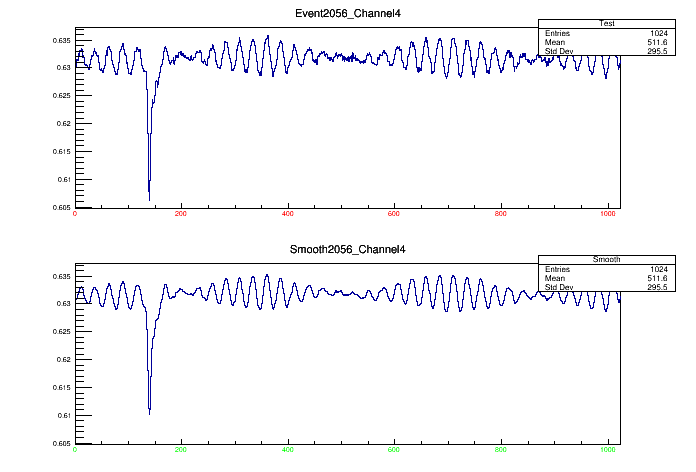 Event2056_Channel4
Test
Entries 1024
Mean 511.6
Std Dev 295.5
0.635
0.63
0.625
0.62
0.615
0.61
0.605
0 200 400 600 800 1000
Smooth2056_Channel4
Smooth
Entries 1024
Mean 511.6
Std Dev 295.5
0.635
0.63
0.625
0.62
0.615
0.61
0.605
0 200 400 600 800 1000